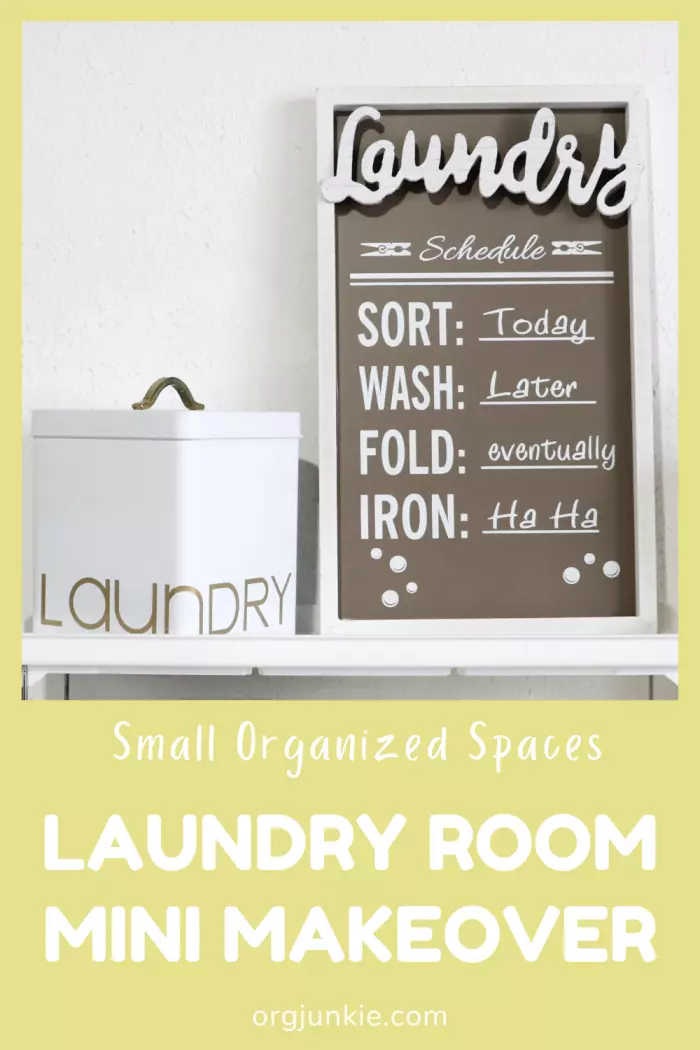 Laundry
Schedule
SORT: Today
WASH: Later
FOLD: eventually
IRON: Ha Ha
LaunDRY
Small Organized Spaces
LAUNDRY ROOM
MINI MAKEOVER
orgjunkie.com